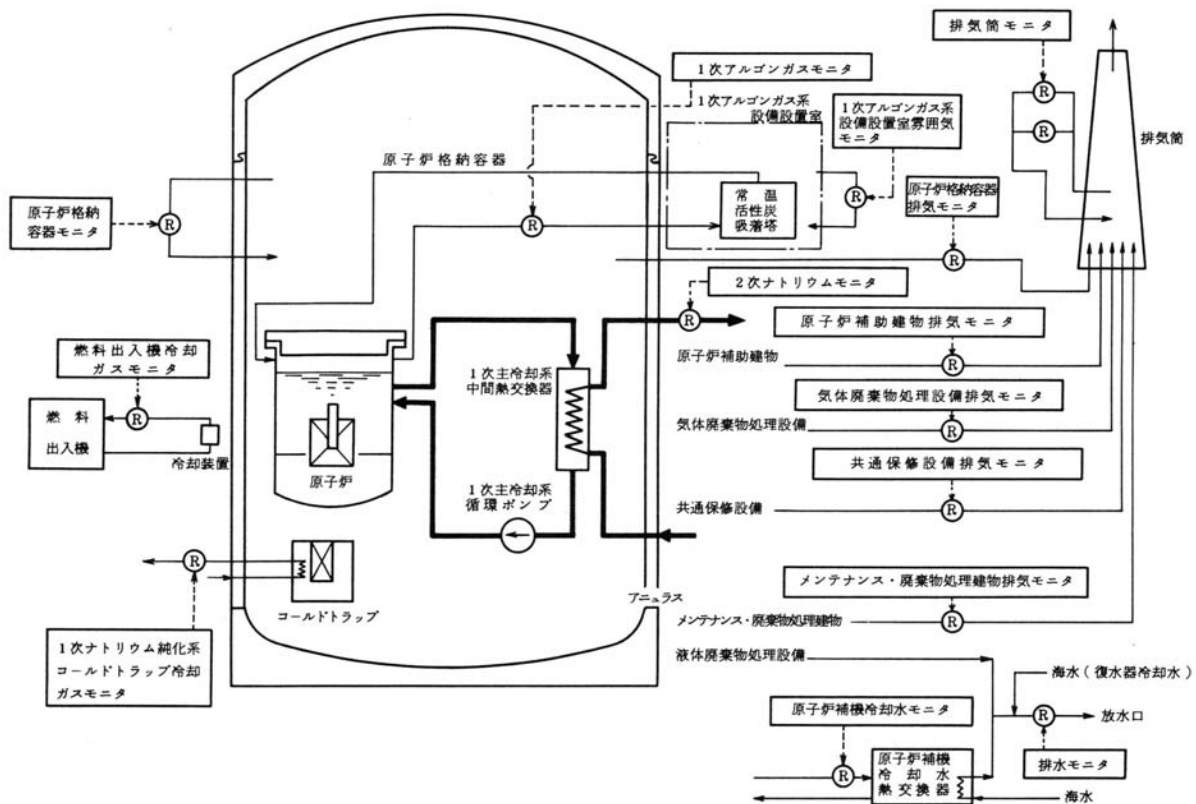 排気筒モニタ
1次アルゴンガスモニタ
1次アルゴンガス系
設備設置室
1次アルゴンガス系
設備設置室雰囲気
モニタ
R
R
排気筒
原子炉格納容器
原子炉格納
容器モニタ
R
R
常温
活性炭
吸着塔
R
原子炉格納容器
排気モニタ
R
2次ナトリウムモニタ
R
原子炉補助建物排気モニタ
原子炉補助建物
R
燃料出入機冷却
ガスモニタ
1次主冷却系
中間熱交換器
気体廃棄物処理設備排気モニタ
気体廃棄物処理設備
R
燃料
出入機
R
冷却装置
原子炉
共通保修設備排気モニタ
1次主冷却系
循環ポンプ
共通保修設備
R
R
コールドトラップ
アニュラス
メンテナンス・廃棄物処理建物排気モニタ
メンテナンス・廃棄物処理建物
R
1次ナトリウム純化系
コールドトラップ冷却
ガスモニタ
液体廃棄物処理設備
海水(復水器冷却水)
原子炉補機冷却水モニタ
R
放水口
排水モニタ
R
原子炉補機
冷却水
熱交換器
海水